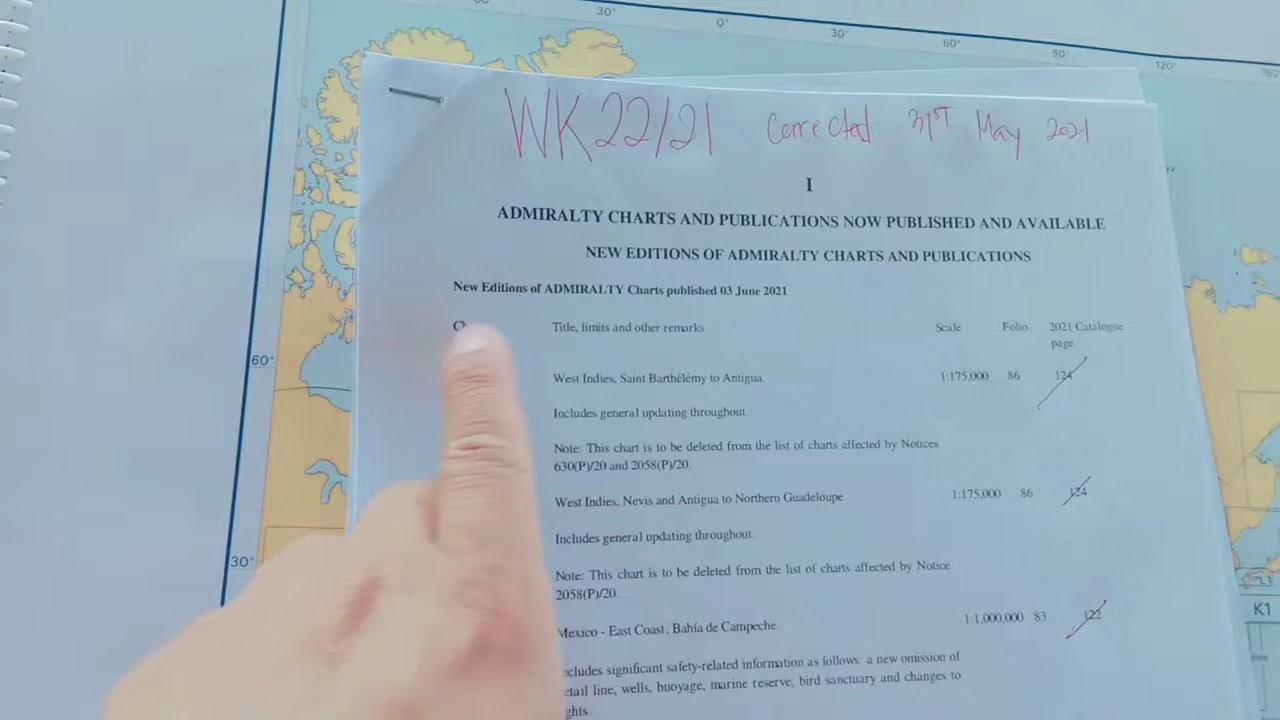 30° 0° 30° 60° 90° 120°
WK 22/21 Corrected 31ST May 2021
I
ADMIRALTY CHARTS AND PUBLICATIONS NOW PUBLISHED AND AVAILABLE
NEW EDITIONS OF ADMIRALTY CHARTS AND PUBLICATIONS
New Editions of ADMIRALTY Charts published 03 June 2021
Title, limits and other remarks Scale Folio 2021 Catalogue
page
60°
West Indies, Saint Barthélémy to Antigua. 1:175,000 86 124
Includes general updating throughout.
Note: This chart is to be deleted from the list of charts affected by Notices
630(P)/20 and 2058(P)/20.
West Indies, Nevis and Antigua to Northern Guadeloupe. 1:175,000 86 124
Includes general updating throughout.
30°
Note: This chart is to be deleted from the list of charts affected by Notice
2058(P)/20.
K1
Mexico - East Coast, Bahía de Campeche. 1:1,000,000 83 122
significant safety-related information as follows: a new omission of
line, wells, buoyage, marine reserve, bird sanctuary and changes to